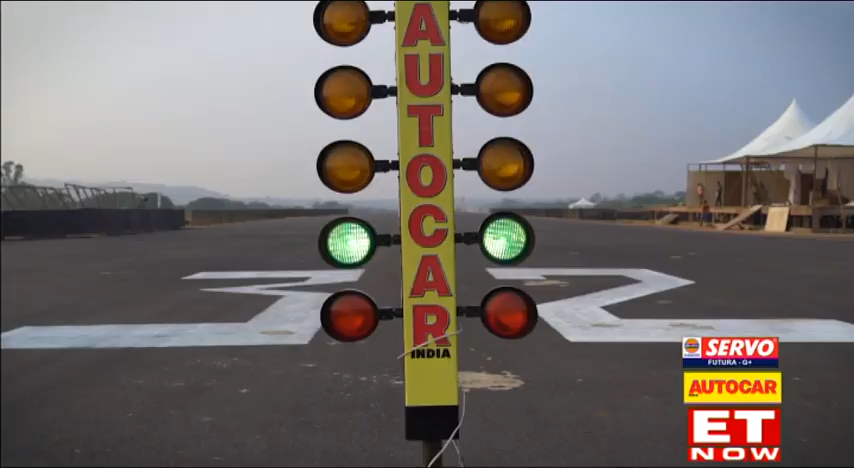 AUTOCAR
INDIA
SERVO
FUTURA - G+
AUTOCAR
ET
NOW